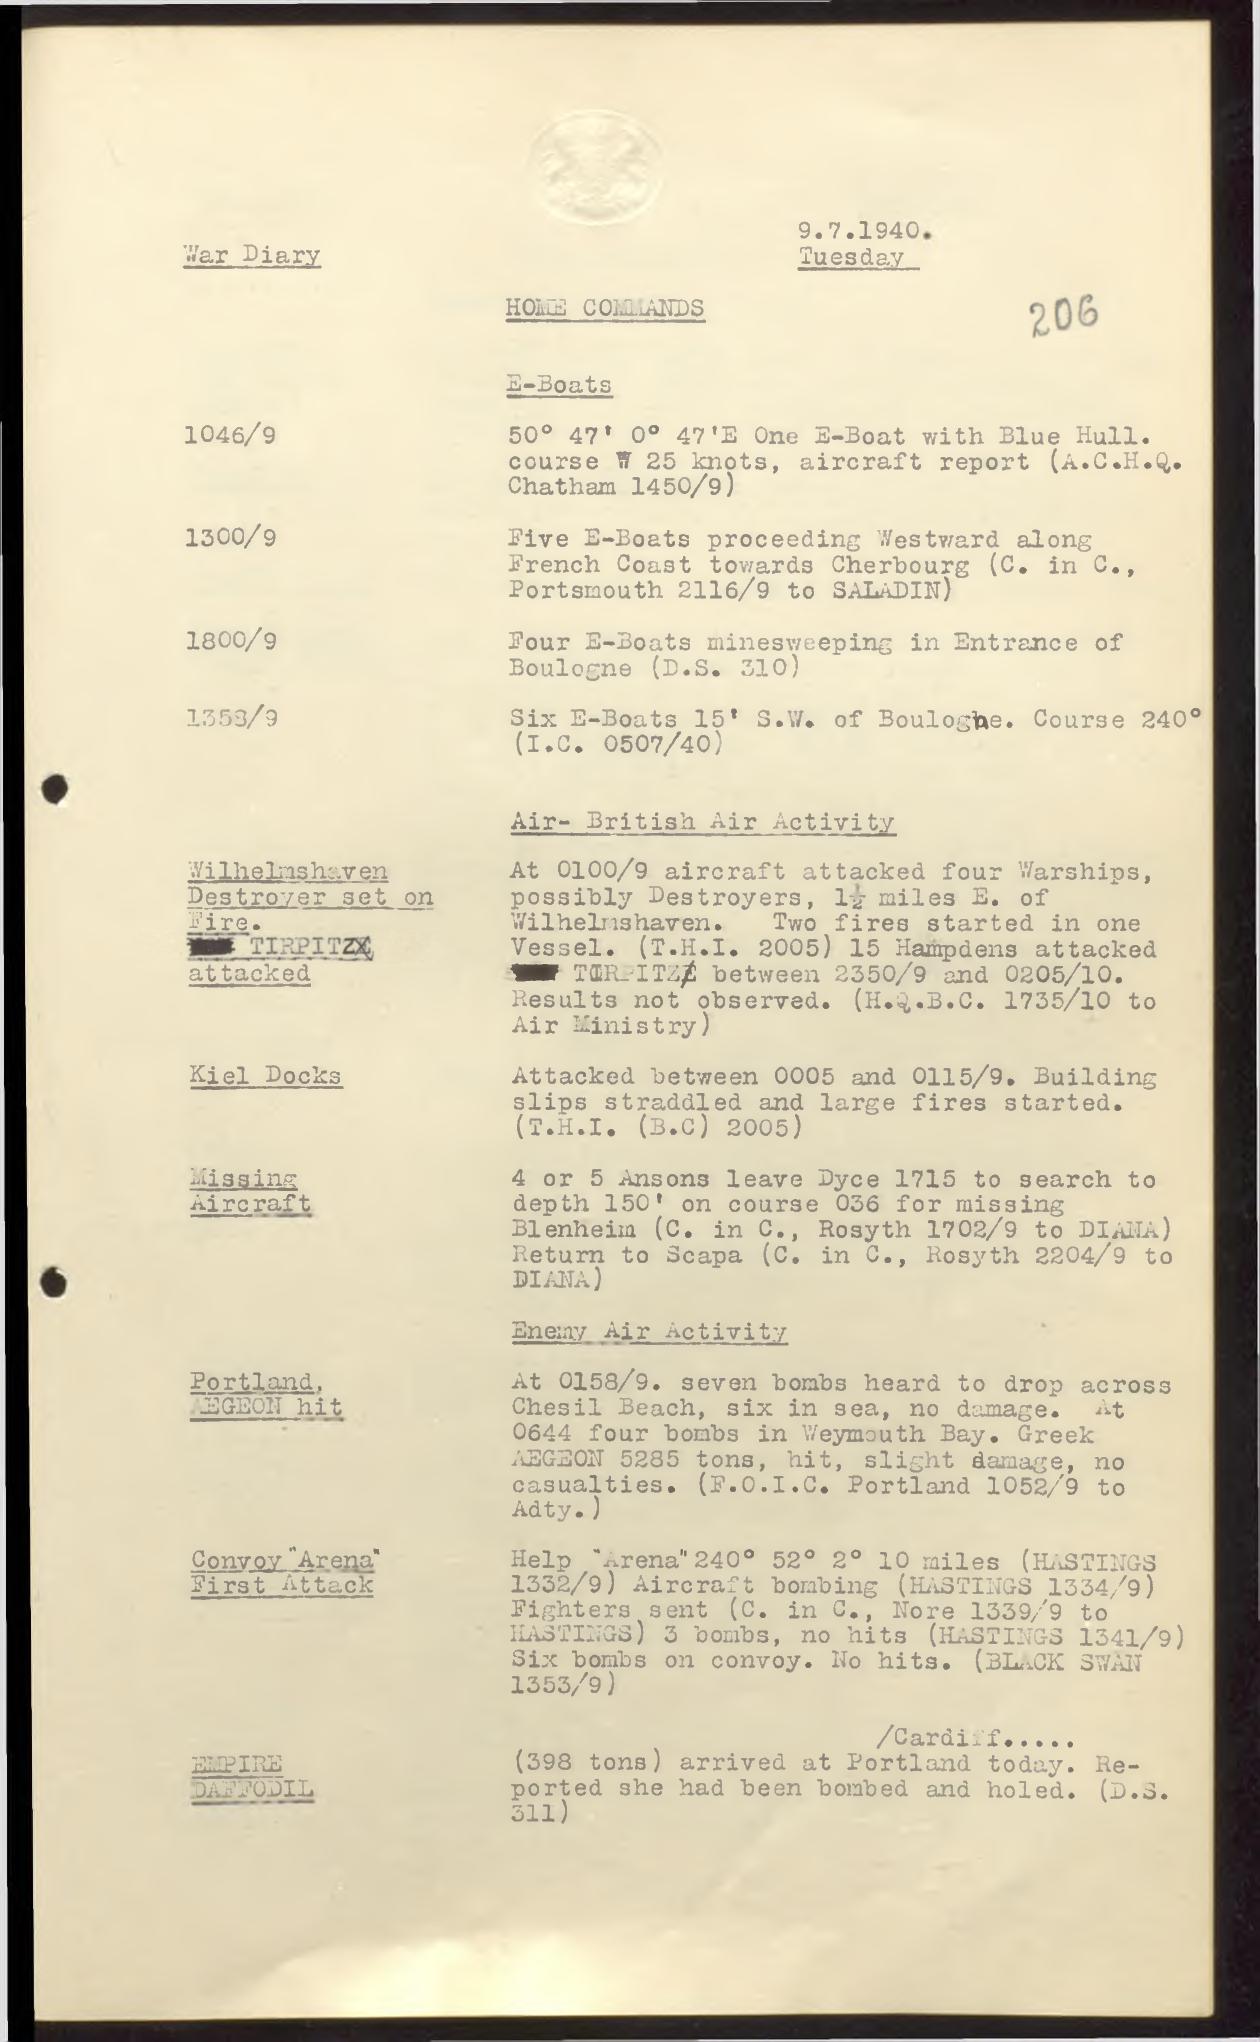 9.7.1940.
War Diary
Tuesday
HOME COMMANDS
206
E-Boats
1046/9
50° 47' 0° 47'E One E-Boat with Blue Hull.
course W 25 knots, aircraft report (A.C.H.Q.
Chatham 1450/9)
1300/9
Five E-Boats proceeding Westward along
French Coast towards Cherbourg (C. in C.,
Portsmouth 2116/9 to SALADIN)
1800/9
Four E-Boats minesweeping in Entrance of
Boulogne (D.S. 310)
1358/9
Six E-Boats 15' S.W. of Boulogne. Course 240°
(I.C. 0507/40)
Air- British Air Activity
Wilhelmshaven
Destroyer set on
Fire.
TIRPITZ
attacked
At 0100/9 aircraft attacked four Warships,
possibly Destroyers, 1½ miles E. of
Wilhelmshaven. Two fires started in one
Vessel. (T.H.I. 2005) 15 Hampdens attacked
TIRPITZ between 2350/9 and 0205/10.
Results not observed. (H.Q.B.C. 1735/10 to
Air Ministry)
Kiel Docks
Attacked between 0005 and 0115/9. Building
slips straddled and large fires started.
(T.H.I. (B.C) 2005)
Missing
Aircraft
4 or 5 Ansons leave Dyce 1715 to search to
depth 150' on course 036 for missing
Blenheim (C. in C., Rosyth 1702/9 to DIANA)
Return to Scapa (C. in C., Rosyth 2204/9 to
DIANA)
Enemy Air Activity
Portland,
AEGEON hit
At 0158/9. seven bombs heard to drop across
Chesil Beach, six in sea, no damage. At
0644 four bombs in Weymouth Bay. Greek
AEGEON 5285 tons, hit, slight damage, no
casualties. (F.O.I.C. Portland 1052/9 to
Adty.)
Convoy "Arena"
First Attack
Help "Arena" 240° 52° 2° 10 miles (HASTINGS
1332/9) Aircraft bombing (HASTINGS 1334/9)
Fighters sent (C. in C., Nore 1339/9 to
HASTINGS) 3 bombs, no hits (HASTINGS 1341/9)
Six bombs on convoy. No hits. (BLACK SWAN
1353/9)
/Cardiff.....
EMPIRE
DAFFODIL
(398 tons) arrived at Portland today. Re-
ported she had been bombed and holed. (D.S.
311)